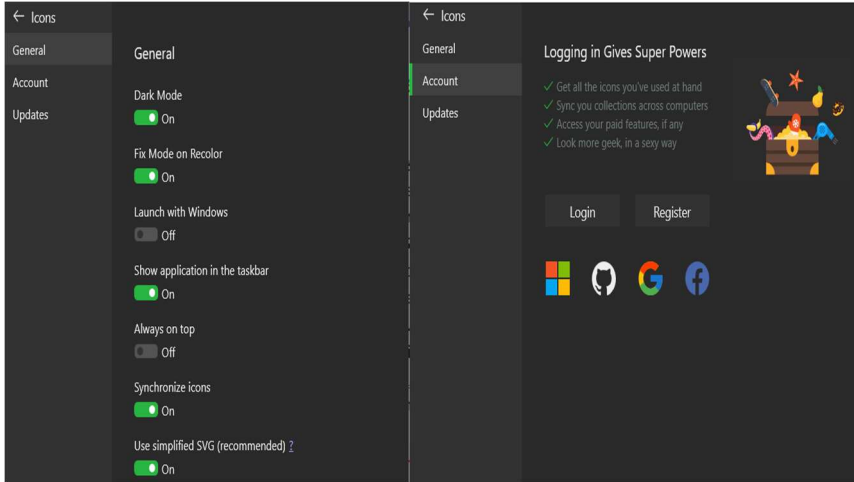 ← Icons
General
Account
Updates
General
Dark Mode
On
Fix Mode on Recolor
On
Launch with Windows
Off
Show application in the taskbar
On
Always on top
Off
Synchronize icons
On
Use simplified SVG (recommended) ?
On
← Icons
General
Account
Updates
Logging in Gives Super Powers
✓ Get all the icons you've used at hand
✓ Sync you collections across computers
✓ Access your paid features, if any
✓ Look more geek, in a sexy way
Login Register